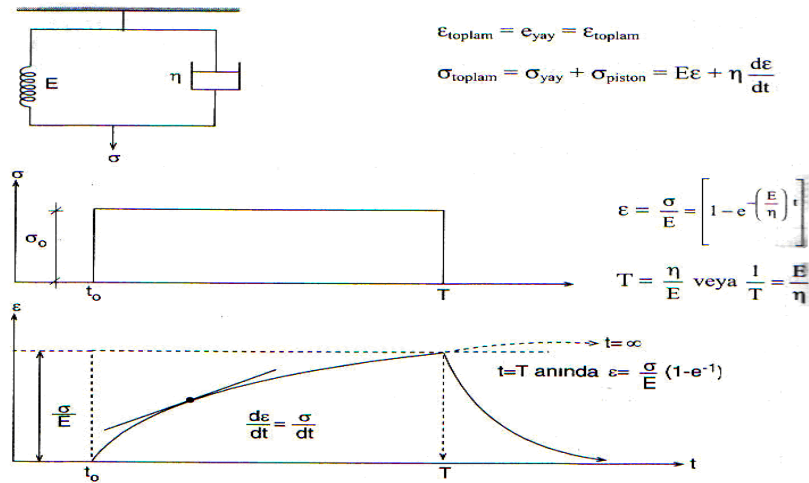 ε_toplam = e_yay = ε_toplam
σ_toplam = σ_yay + σ_piston = Eε + η dε/dt
E
η
σ
σ
σ_o
t_o
T
ε = σ/E = [1 – e^-(E/η) t]
T = η/E veya 1/T = E/η
ε
t=∞
t=T anında ε= σ/E (1-e^-1)
σ/E
dε/dt = σ/dt
t_o
T
t